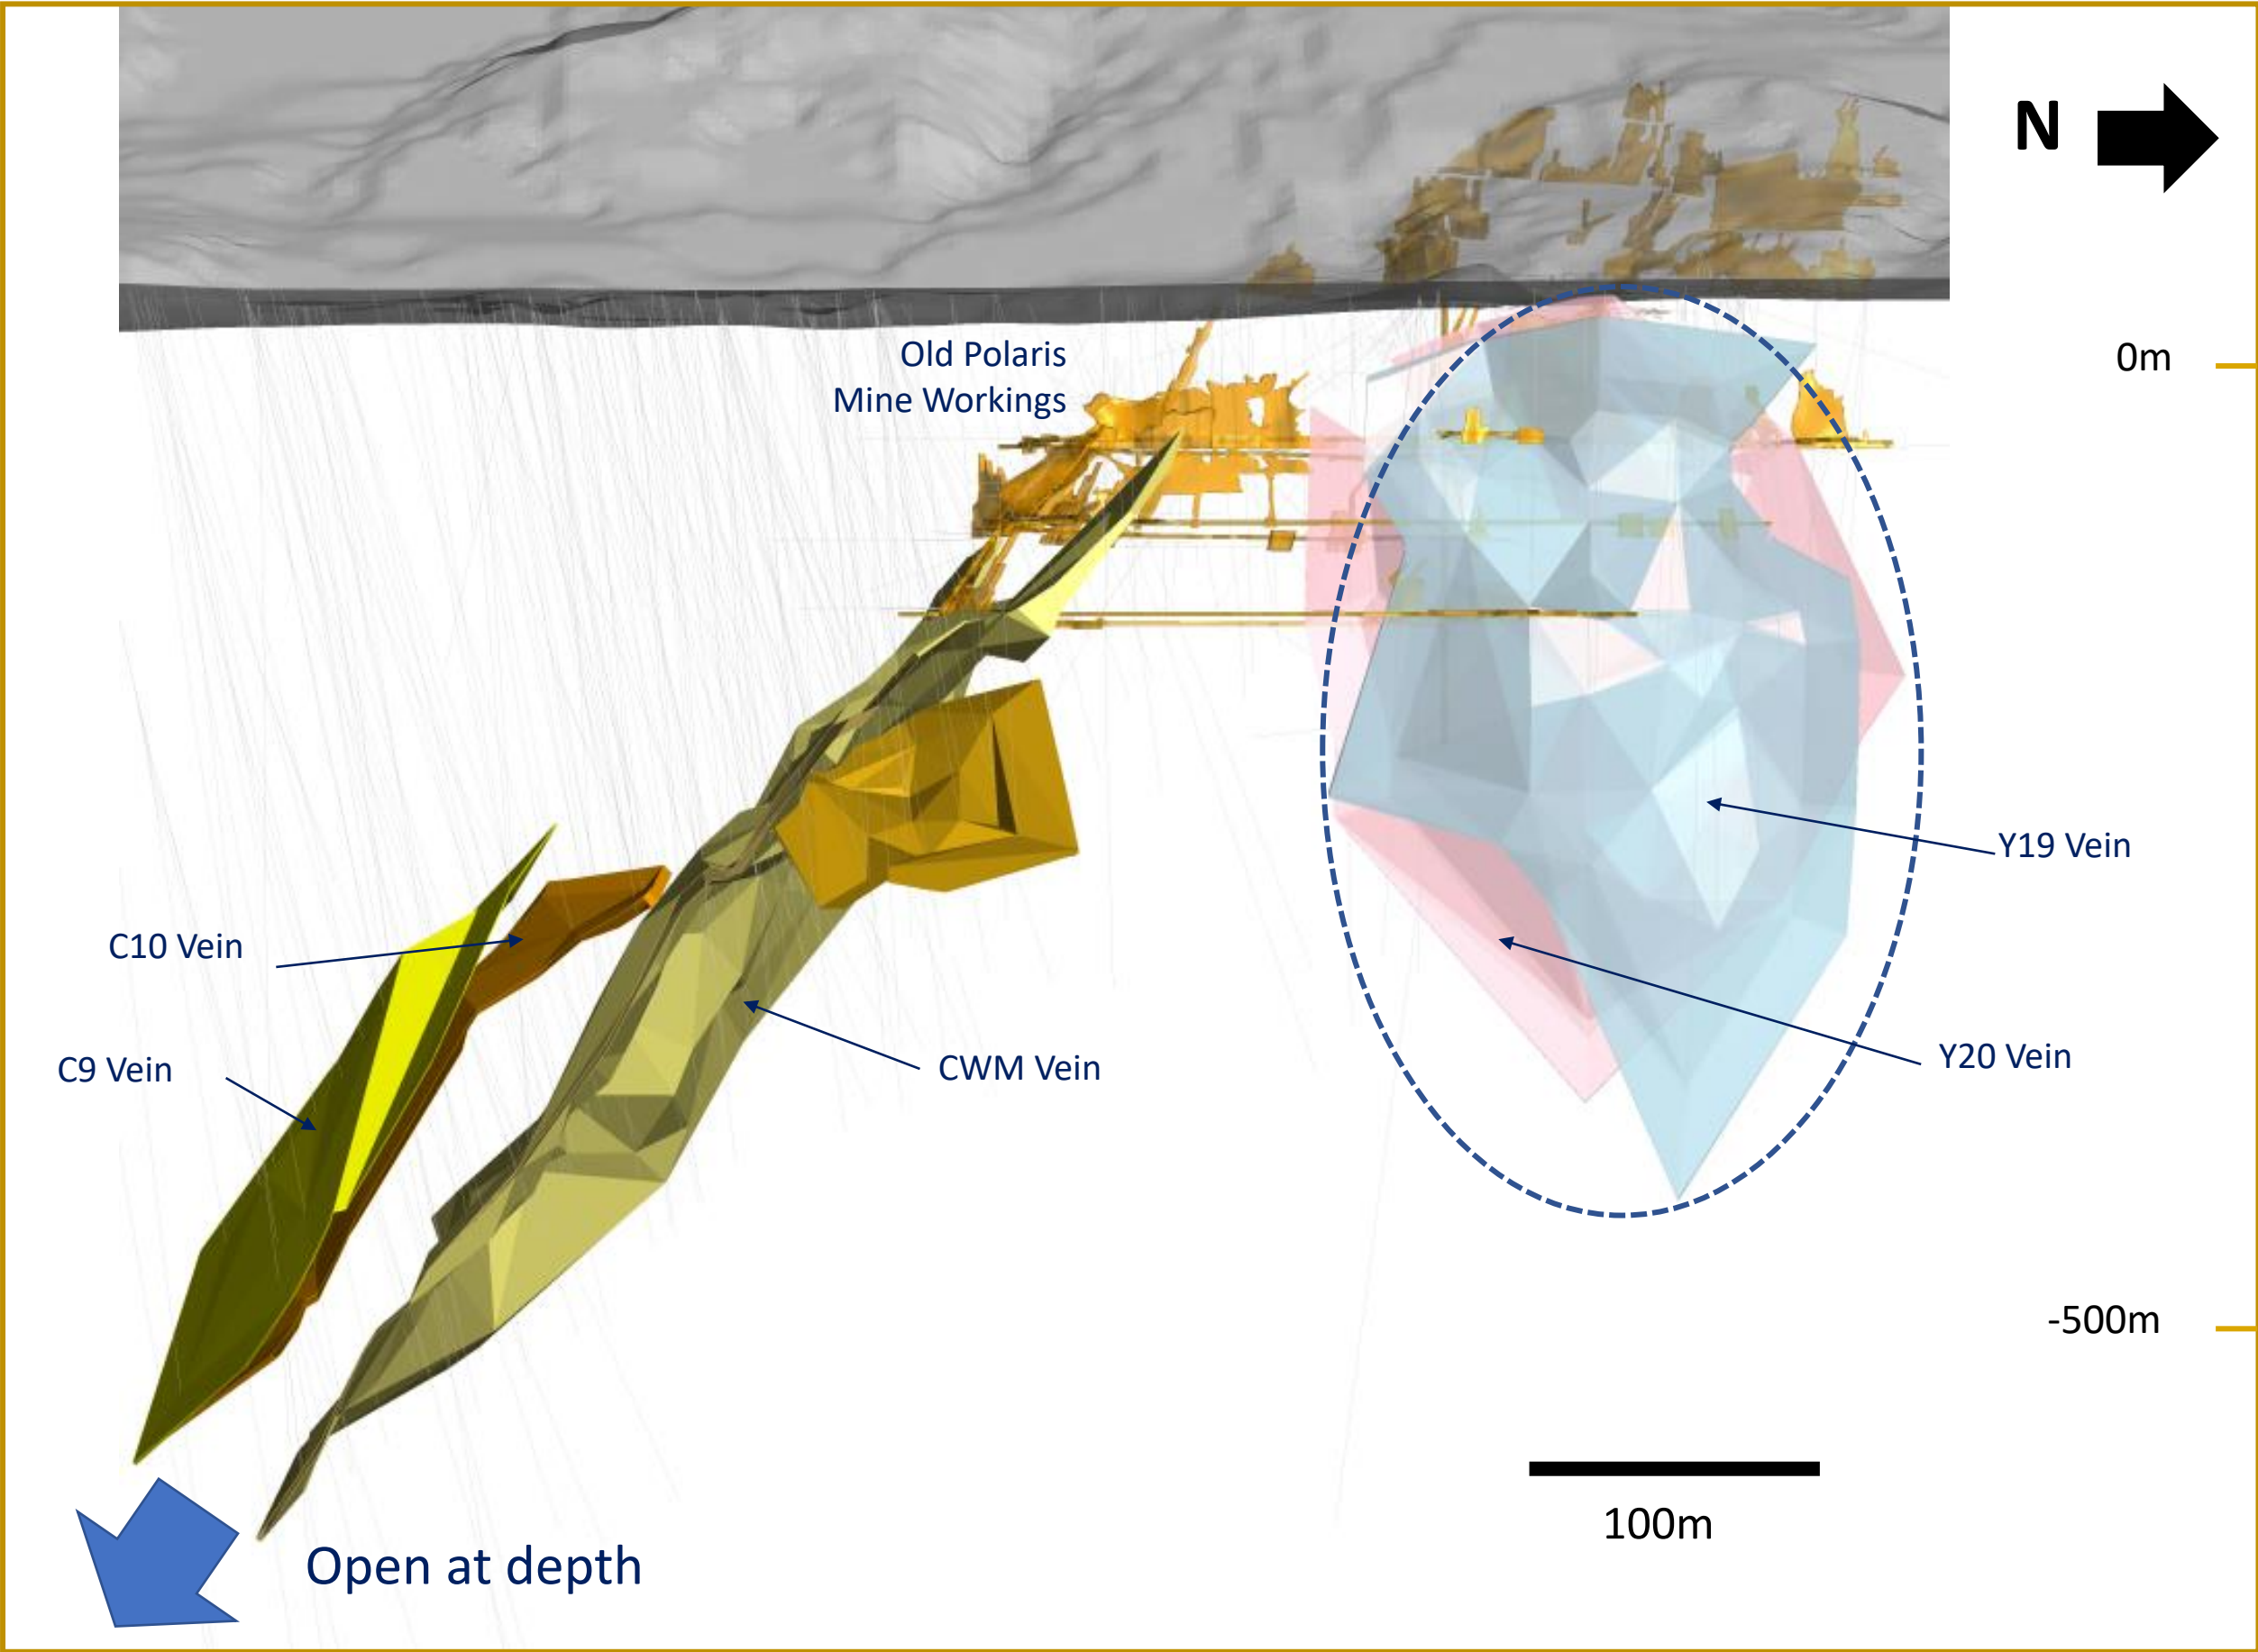 N
Old Polaris
Mine Workings
0m
Y19 Vein
C10 Vein
C9 Vein
CWM Vein
Y20 Vein
-500m
100m
Open at depth